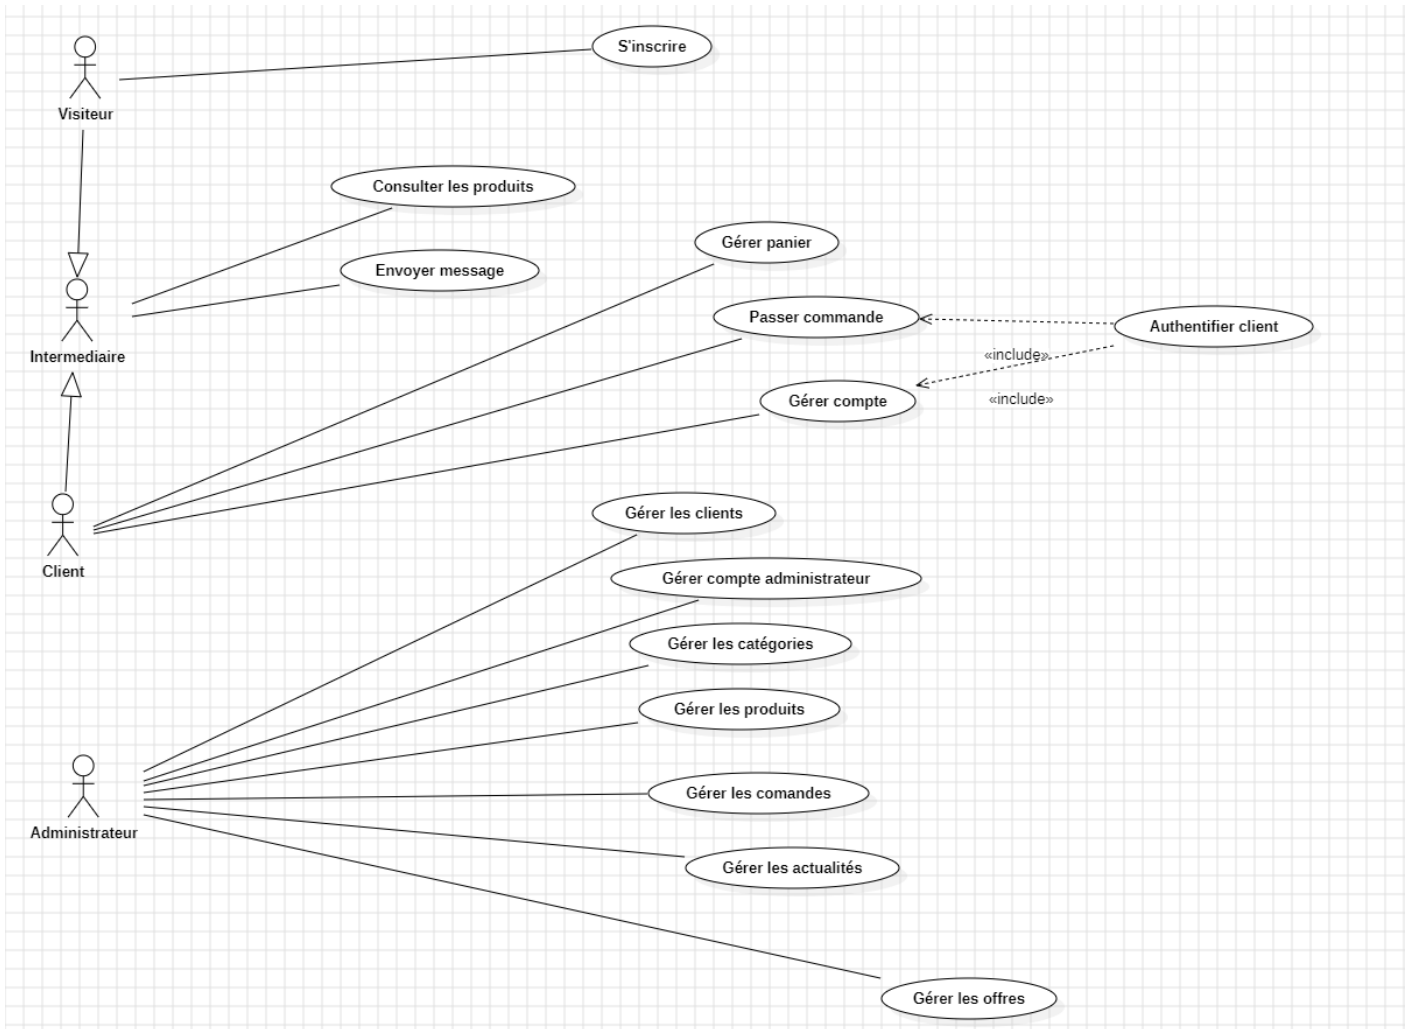 S'inscrire
Visiteur
Consulter les produits
Gérer panier
Envoyer message
Passer commande
Authentifier client
Intermediaire
«include»
Gérer compte
«include»
Gérer les clients
Client
Gérer compte administrateur
Gérer les catégories
Gérer les produits
Gérer les comandes
Administrateur
Gérer les actualités
Gérer les offres